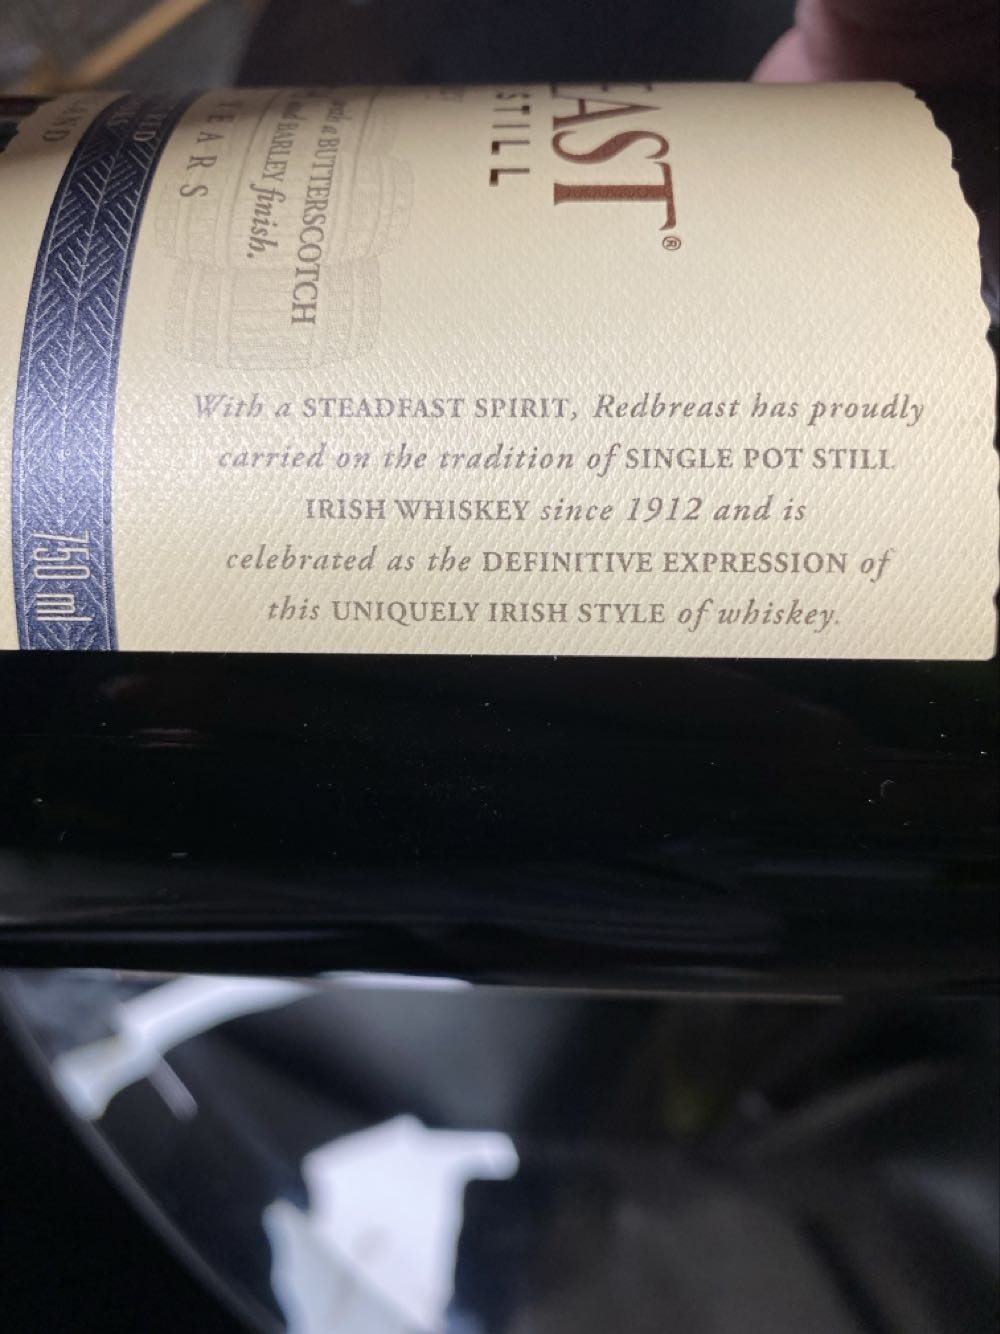 EAST®
STILL
with a BUTTERSCOTCH
and BARLEY finish.
YEARS
750 ml
With a STEADFAST SPIRIT, Redbreast has proudly
carried on the tradition of SINGLE POT STILL
IRISH WHISKEY since 1912 and is
celebrated as the DEFINITIVE EXPRESSION of
this UNIQUELY IRISH STYLE of whiskey.